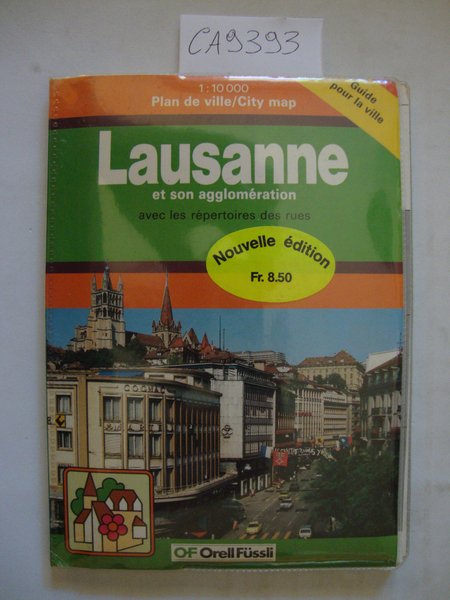 CA9393
1:10 000
Plan de ville/City map
Guide
pour la ville
Lausanne
et son agglomération
avec les répertoires des rues
Nouvelle édition
Fr. 8.50
COGNAC
OF Orell Füssli